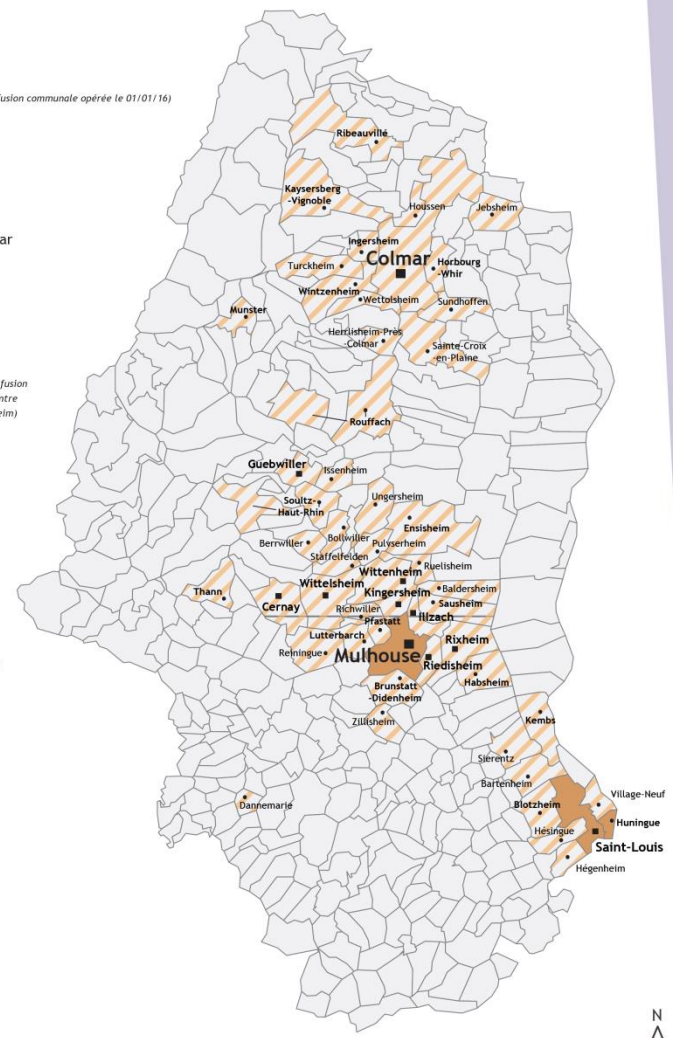 usion communale opérée le 01/01/16)
ar
fusion
ntre
eim)
Ribeauvillé
Kaysersberg
-Vignoble
Houssen
Jebsheim
Ingersheim
Turckheim
Colmar
Horbourg
-Whir
Wintzenheim
Wettolsheim
Sundhoffen
Munster
Herrlisheim-Près
-Colmar
Sainte-Croix
en-Plaine
Rouffach
Guebwiller
Issenheim
Soultz-
Haut-Rhin
Ungersheim
Ensisheim
Bollwiller
Berrwiller
Pulverseim
Staffelfelden
Wittenheim
Ruelisheim
Thann
Cernay
Wittelsheim
Kingersheim
Baldersheim
Sausheim
Richwiller
Illzach
Pfastatt
Lutterbach
Rixheim
Reiningue
Mulhouse
Riedisheim
Habsheim
Brunstatt
-Didenheim
Zillisheim
Kembs
Sierentz
Bartenheim
Dannemarie
Blotzheim
Village-Neuf
Huningue
Hésingue
Saint-Louis
Hégenheim
N